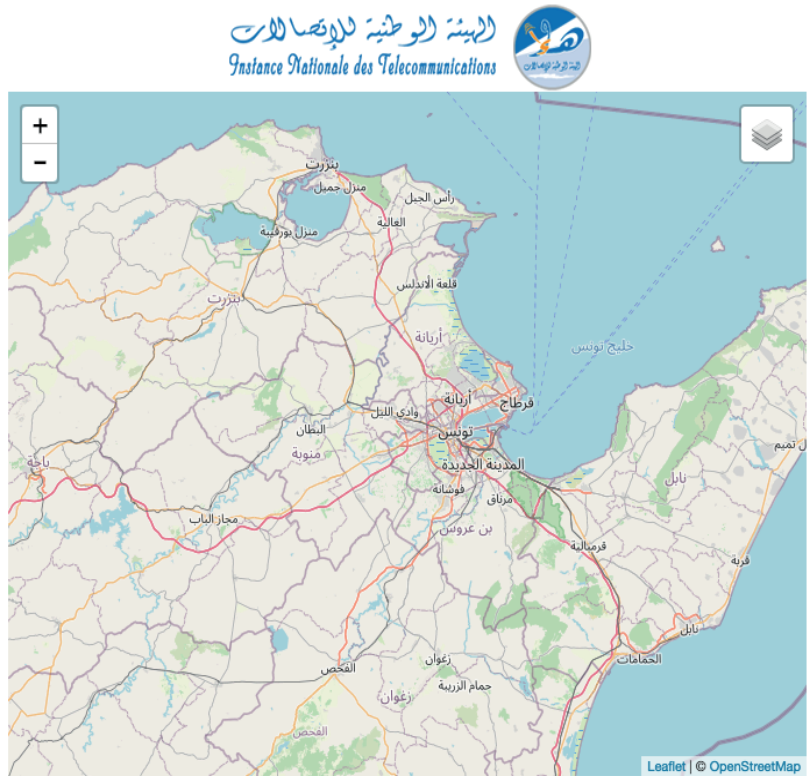 الهيئة الوطنية للإتصالات
Instance Nationale des Telecommunications
+
−
بنزرت
منزل جميل
رأس الجبل
العالية
منزل بورقيبة
قلعة الأندلس
بنزرت
أريانة
خليج تونس
أريانة
قرطاج
وادي الليل
البطان
تونس
منوبة
ل تميم
باجة
المدينة الجديدة
نابل
فوشانة
مرناق
مجاز الباب
بن عروس
قرمبالية
قربة
نابل
الحمامات
زغوان
الفحص
حمام الزريبة
زغوان
الفحص
Leaflet | © OpenStreetMap